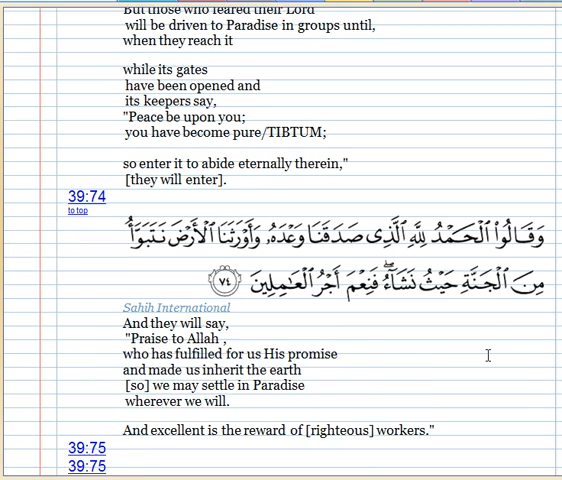 But those who feared their Lord
will be driven to Paradise in groups until,
when they reach it
while its gates
have been opened and
its keepers say,
"Peace be upon you;
you have become pure/TIBTUM;
so enter it to abide eternally therein,"
[they will enter].
39:74
to top
وَقَالُوا۟ ٱلْحَمْدُ لِلَّهِ ٱلَّذِى صَدَقَنَا وَعْدَهُۥ وَأَوْرَثَنَا ٱلْأَرْضَ نَتَبَوَّأُ
مِنَ ٱلْجَنَّةِ حَيْثُ نَشَآءُ ۖ فَنِعْمَ أَجْرُ ٱلْعَـٰمِلِينَ ٧٤
Sahih International
And they will say,
"Praise to Allah ,
who has fulfilled for us His promise
and made us inherit the earth
[so] we may settle in Paradise
wherever we will.
And excellent is the reward of [righteous] workers."
39:75
39:75